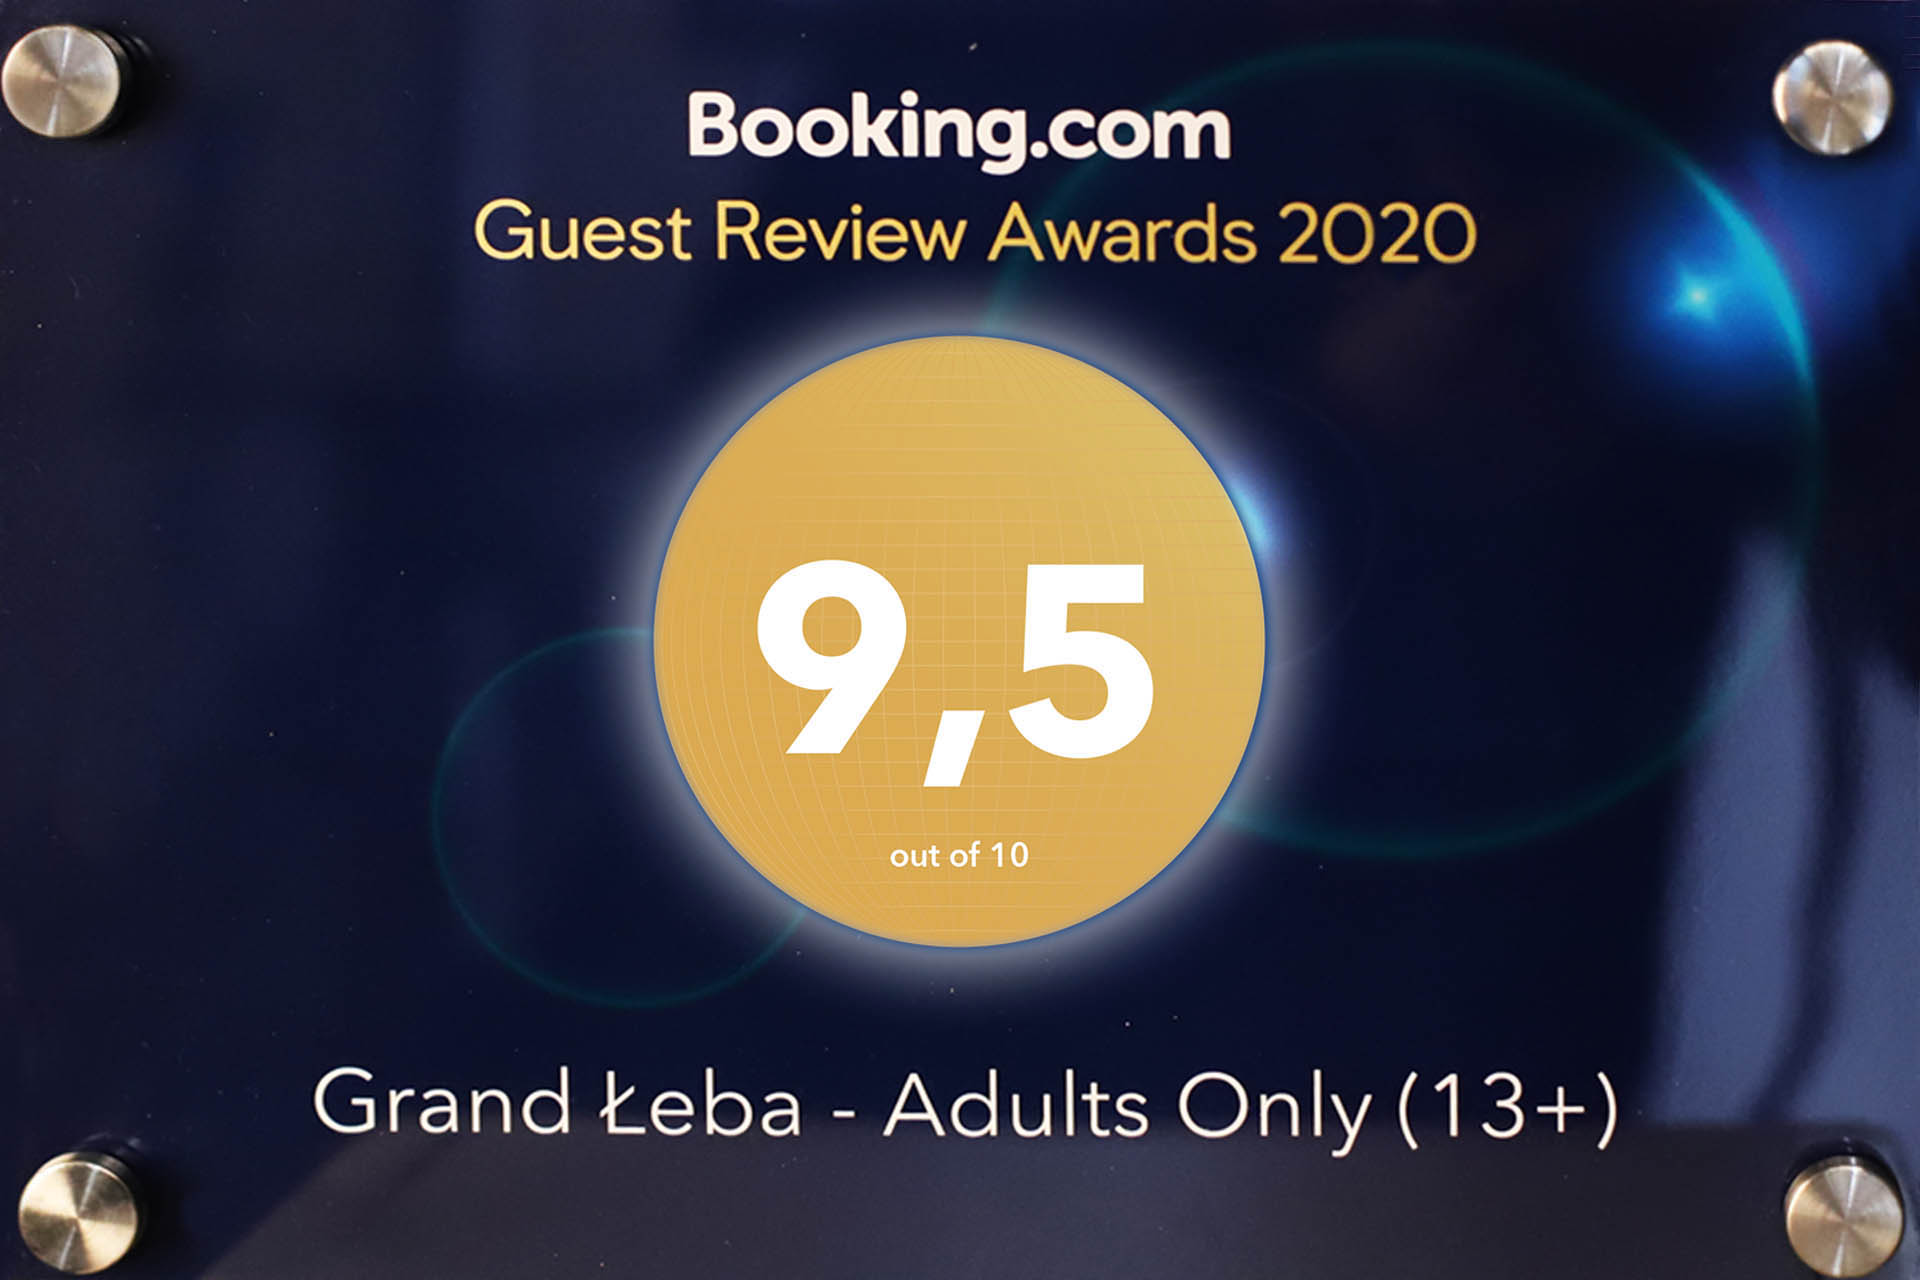 Booking.com
Guest Review Awards 2020
9,5
out of 10
Grand Łeba - Adults Only (13+)